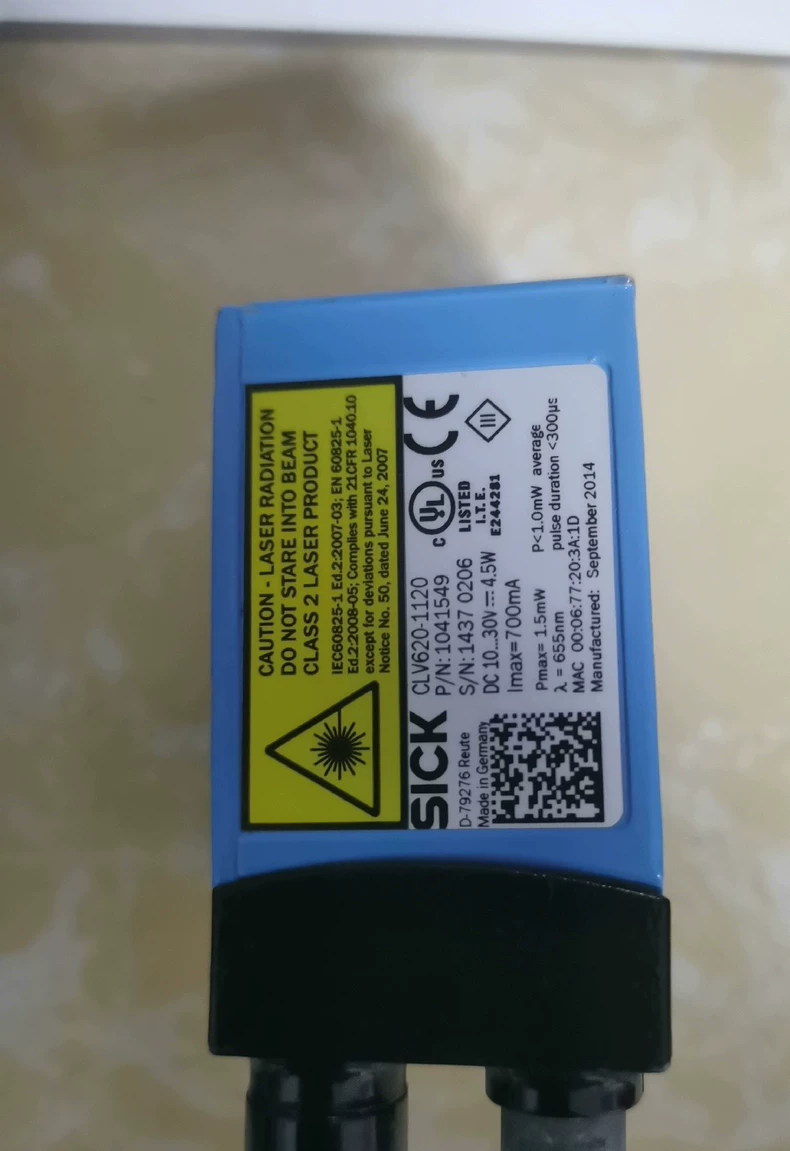 CAUTION - LASER RADIATION
DO NOT STARE INTO BEAM
CLASS 2 LASER PRODUCT
IEC60825-1 Ed.2:2007-03; EN 60825-1
Ed.2:2008-05; Complies with 21CFR 1040.10
except for deviations pursuant to Laser
Notice No. 50, dated June 24, 2007
SICK
D-79276 Reute
Made in Germany
CLV620-1120
P/N:1041549
S/N:1437 0206
DC 10...30V ⎓ 4.5W
Imax=700mA
C UL US
LISTED
I.T.E.
E244281
CE
III
Pmax= 1.5mW P<1.0mW average
λ = 655nm pulse duration <300µs
MAC 00:06:77:20:3A:1D
Manufactured: September 2014